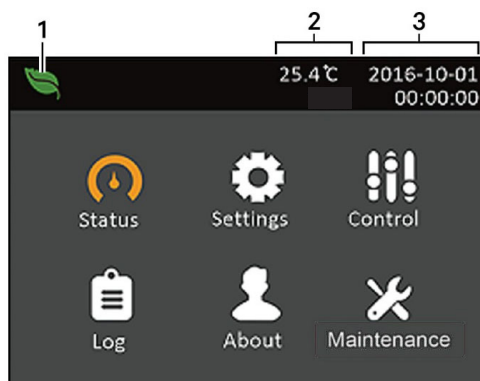 1 2 3
25.4℃ 2016-10-01
00:00:00
Status Settings Control
Log About Maintenance